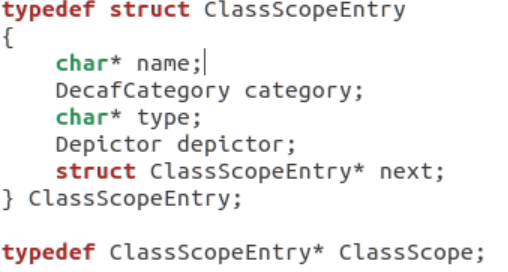 typedef struct ClassScopeEntry
{
    char* name;
    DecafCategory category;
    char* type;
    Depictor depictor;
    struct ClassScopeEntry* next;
} ClassScopeEntry;

typedef ClassScopeEntry* ClassScope;